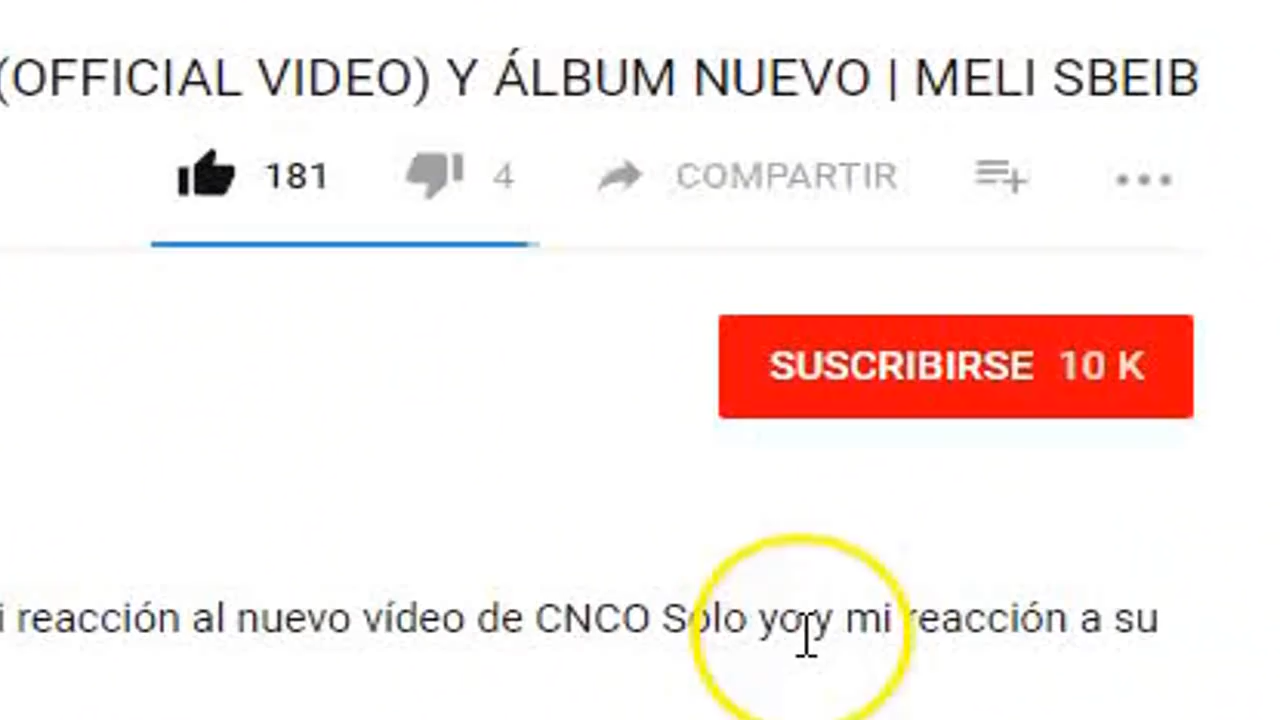 (OFFICIAL VIDEO) Y ÁLBUM NUEVO | MELI SBEIB
181 4 COMPARTIR
SUSCRIBIRSE 10 K
i reacción al nuevo vídeo de CNCO Solo yo y mi reacción a su